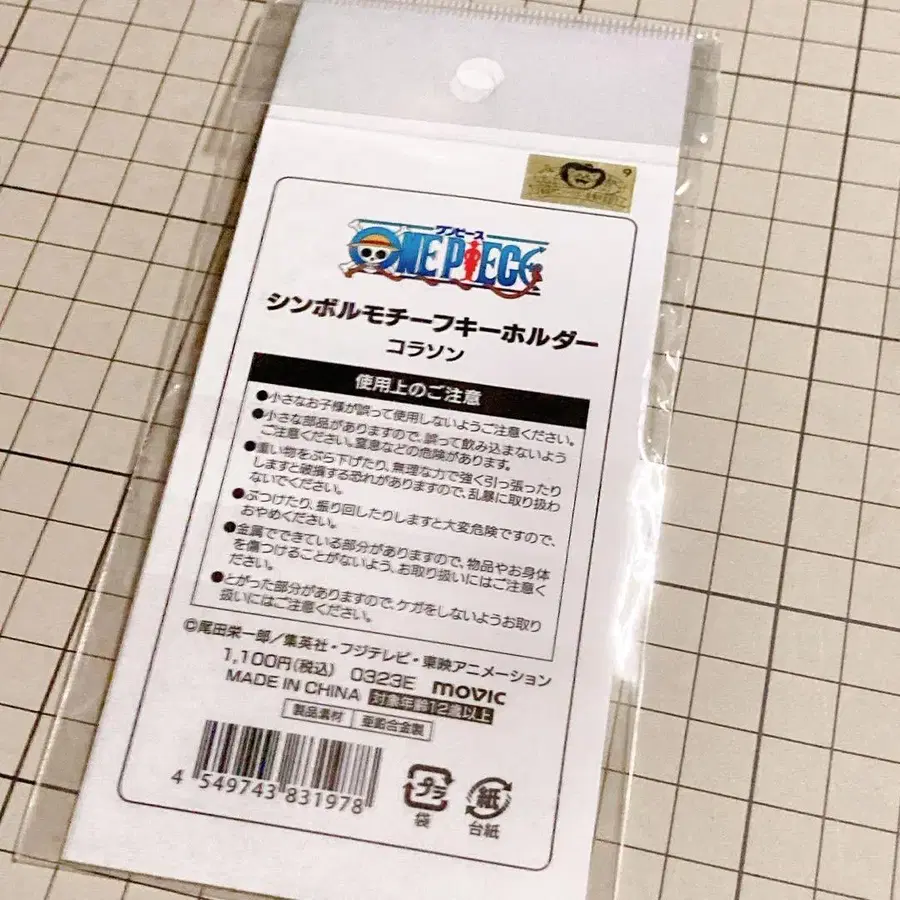 ワンピース
ONE PIECE
シンボルモチーフキーホルダー
コラソン
使用上のご注意
●小さなお子様が誤って使用しないようご注意ください。
●小さな部品がありますので、誤って飲み込まないよう
ご注意ください。窒息などの危険があります。
●重い物をぶら下げたり、無理な力で強く引っ張ったり
しますと破損する恐れがありますので、乱暴に取り扱わ
ないでください。
●ぶつけたり、振り回したりしますと大変危険ですので、
おやめください。
●金属でできている部分がありますので、物品やお身体
を傷つけることがないよう、お取り扱いにはご注意く
ださい。
●とがった部分がありますので、ケガをしないようお取り
扱いにはご注意ください。
©尾田栄一郎／集英社・フジテレビ・東映アニメーション
1,100円(税込) 0323E movic
MADE IN CHINA 対象年齢12歳以上
製品素材 亜鉛合金製
4 549743 831978
プラ
袋
紙
台紙